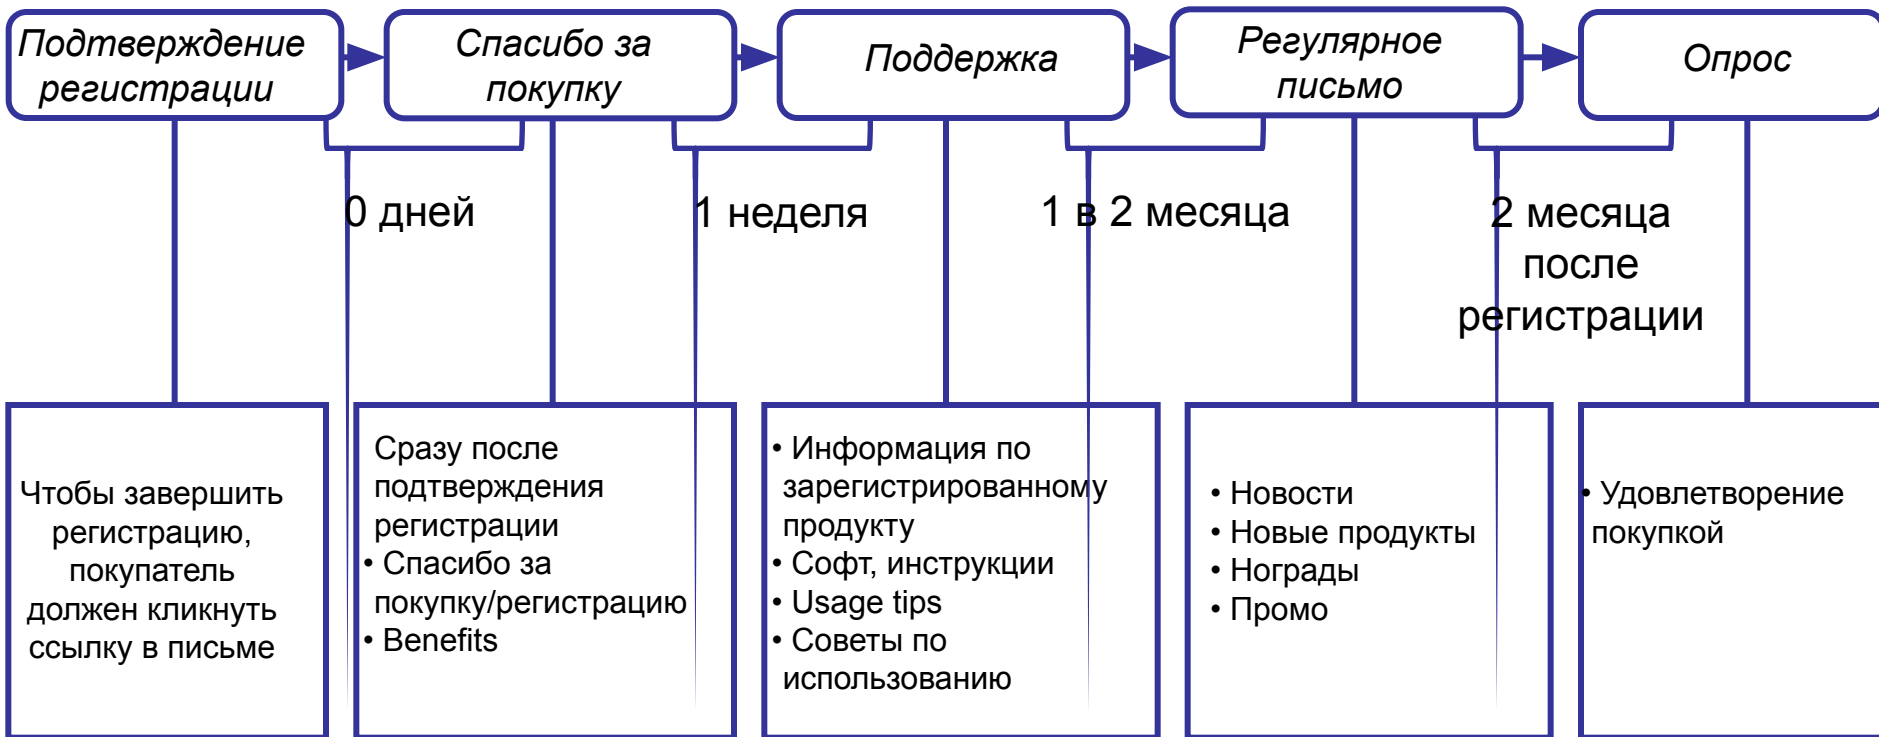 Подтверждение
регистрации
Спасибо за
покупку
Поддержка
Регулярное
письмо
Опрос
0 дней
1 неделя
1 в 2 месяца
2 месяца
после
регистрации
Чтобы завершить
регистрацию,
покупатель
должен кликнуть
ссылку в письме
Сразу после
подтверждения
регистрации
• Спасибо за
покупку/регистрацию
• Benefits
• Информация по
зарегистрированному
продукту
• Софт, инструкции
• Usage tips
• Советы по
использованию
• Новости
• Новые продукты
• Нограды
• Промо
• Удовлетворение
покупкой